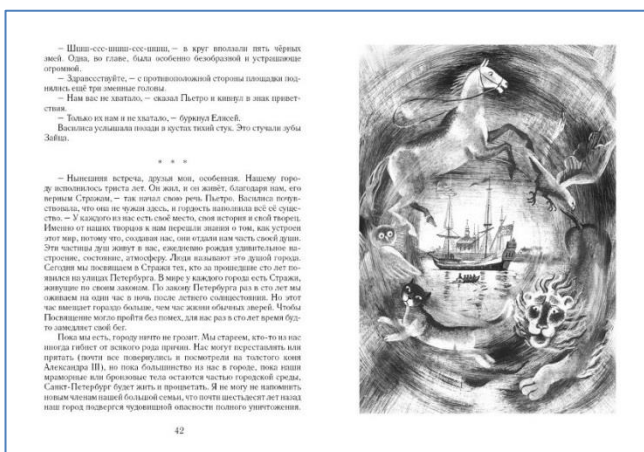 — Шшш-ссс-шшш-ссс-шшш, — в круг вползали пять чёрных
змей. Одна, во главе, была особенно безобразной и устрашающе
огромной.
— Здравсссствуйте, — с противоположной стороны площадки под-
нялись ещё три змеиные головы.
— Нам вас не хватало, — сказал Пьетро и кивнул в знак привет-
ствия.
— Только их нам и не хватало, — буркнул Елисей.
Василиса услышала позади в кустах тихий стук. Это стучали зубы
Зайца.
* * *
— Нынешняя встреча, друзья мои, особенная. Нашему горо-
ду исполнилось триста лет. Он жил, и он живёт, благодаря нам, его
верным Стражам, — так начал свою речь Пьетро. Василиса почув-
ствовала, что она не чужая здесь, и гордость наполнила всё её суще-
ство. — У каждого из нас есть своё место, своя история и свой творец.
Именно от наших творцов к нам перешли знания о том, как устроен
этот мир, потому что, создавая нас, они отдали нам часть своей души.
Эти частицы душ живут в нас, ежедневно рождая удивительное на-
строение, состояние, атмосферу. Люди называют это душой города.
Сегодня мы посвящаем в Стражи тех, кто за прошедшие сто лет по-
явился на улицах Петербурга. В мире у каждого города есть Стражи,
живущие по своим законам. По закону Петербурга раз в сто лет мы
оживаем на один час в ночь после летнего солнцестояния. Но этот
час вмещает гораздо больше, чем час жизни обычных зверей. Чтобы
Посвящение могло пройти без помех, для нас раз в сто лет время буд-
то замедляет свой бег.
Пока мы есть, городу ничто не грозит. Мы стареем, кто-то из нас
иногда гибнет от всякого рода причин. Нас могут переставлять или
прятать (почти все повернулись и посмотрели на толстого коня
Александра III), но пока большинство из нас в городе, пока наши
мраморные или бронзовые тела остаются частью городской среды,
Санкт-Петербург будет жить и процветать. Я не могу не напомнить
новым членам нашей большой семьи, что почти шестьдесят лет назад
наш город подвергся чудовищной опасности полного уничтожения.
42